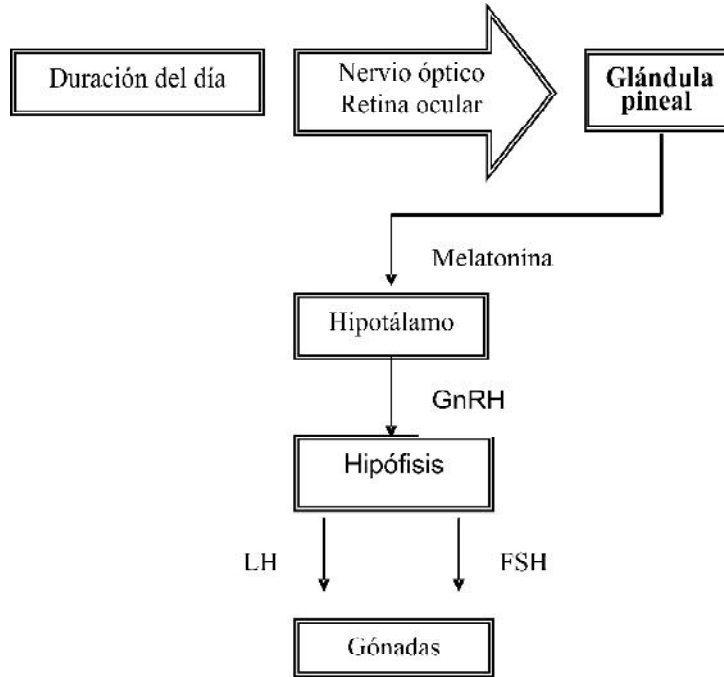 Duración del día
Nervio óptico
Retina ocular
Glándula
pineal
Melatonina
Hipotálamo
GnRH
Hipófisis
LH
FSH
Gónadas